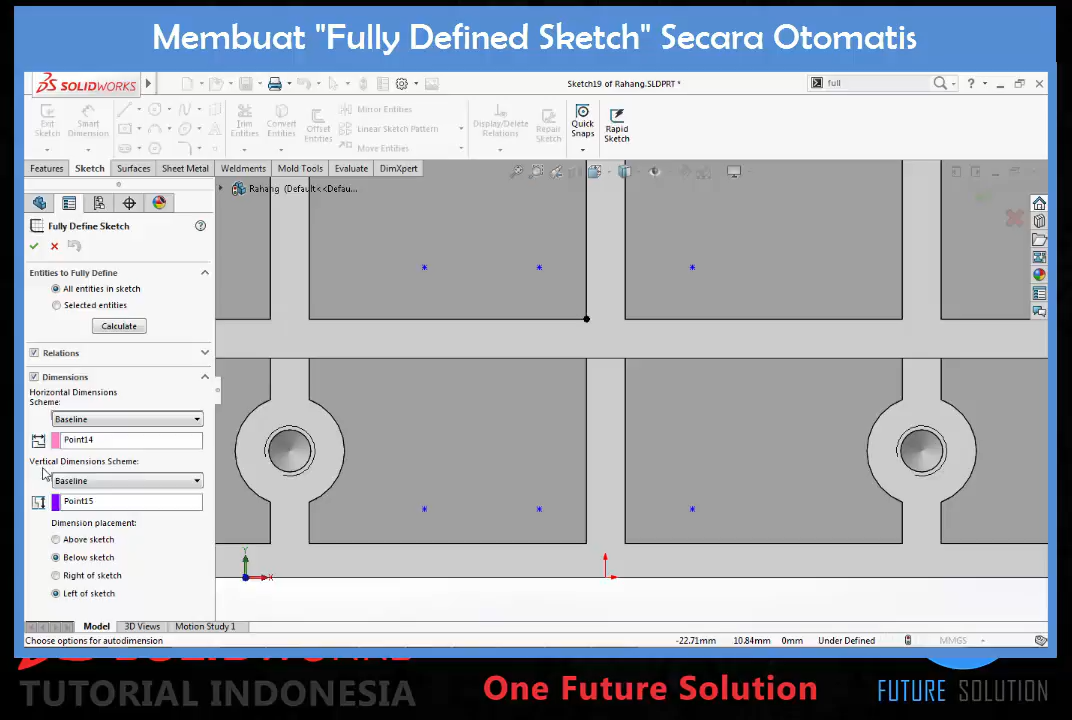 Membuat "Fully Defined Sketch" Secara Otomatis
SOLIDWORKS
Sketch19 of Rahang.SLDPRT *
full
Exit Sketch
Smart Dimension
Trim Entities
Convert Entities
Offset Entities
Mirror Entities
Linear Sketch Pattern
Move Entities
Display/Delete Relations
Repair Sketch
Quick Snaps
Rapid Sketch
Features Sketch Surfaces Sheet Metal Weldments Mold Tools Evaluate DimXpert
Rahang (Default<<Defau...
Fully Define Sketch
Entities to Fully Define
All entities in sketch
Selected entities
Calculate
Relations
Dimensions
Horizontal Dimensions
Scheme:
Baseline
Point14
Vertical Dimensions Scheme:
Baseline
Point15
Dimension placement:
Above sketch
Below sketch
Right of sketch
Left of sketch
Y
X
Model 3D Views Motion Study 1
Choose options for autodimension
-22.71mm 10.84mm 0mm Under Defined MMGS
TUTORIAL INDONESIA
One Future Solution
FUTURE SOLUTION